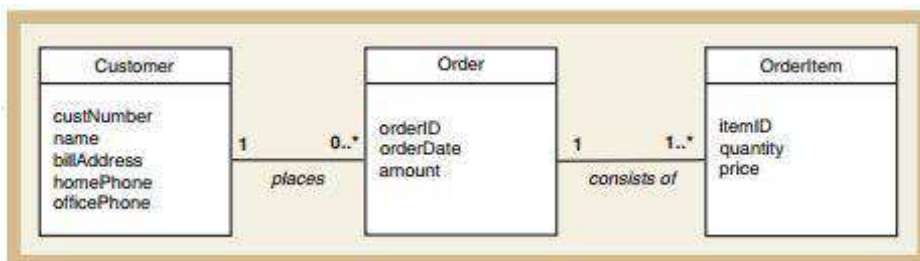 Customer
custNumber
name
billAddress
homePhone
officePhone
1
0..*
places
Order
orderID
orderDate
amount
1
1..*
consists of
OrderItem
itemID
quantity
price